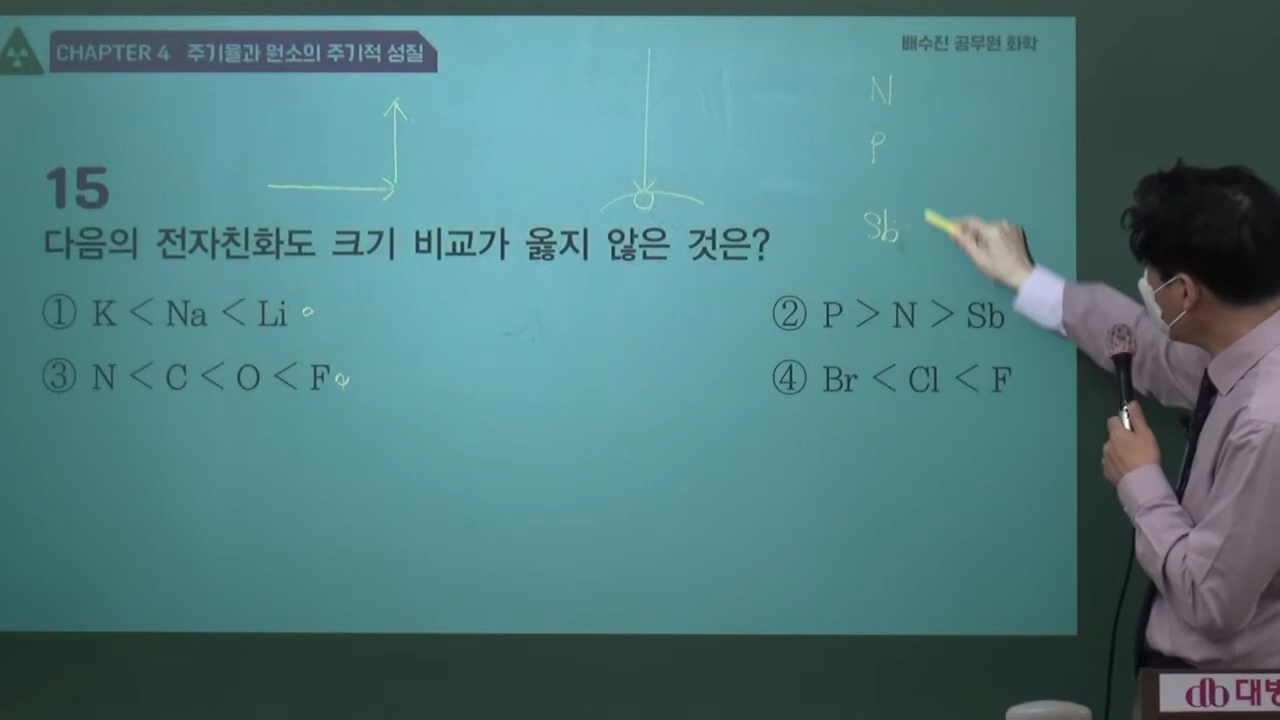 CHAPTER 4 주기율과 원소의 주기적 성질
배수진 공무원 화학
N
P
Sb
15
다음의 전자친화도 크기 비교가 옳지 않은 것은?
① K < Na < Li
② P > N > Sb
③ N < C < O < F
④ Br < Cl < F